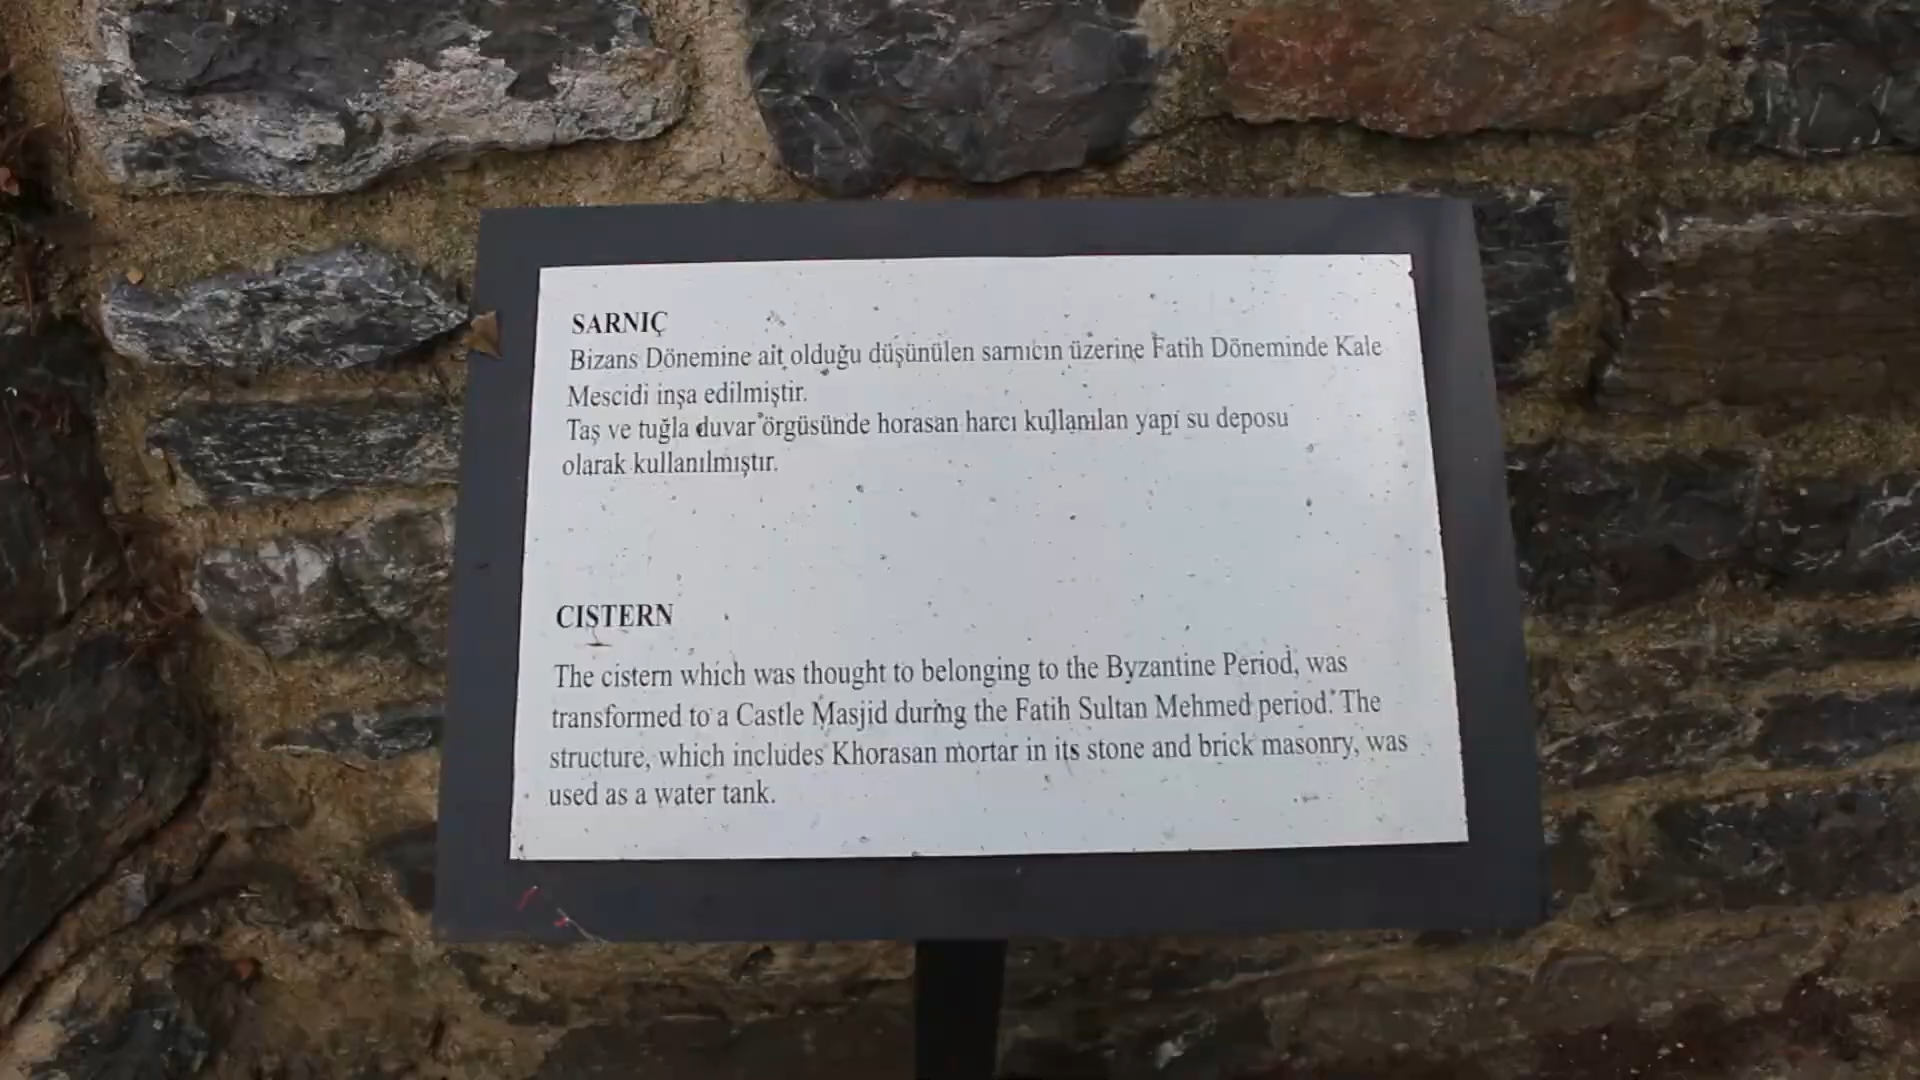 SARNIÇ
Bizans Dönemine ait olduğu düşünülen sarnıcın üzerine Fatih Döneminde Kale
Mescidi inşa edilmiştir.
Taş ve tuğla duvar örgüsünde horasan harcı kullanılan yapı su deposu
olarak kullanılmıştır.
CISTERN
The cistern which was thought to belonging to the Byzantine Period, was
transformed to a Castle Masjid during the Fatih Sultan Mehmed period. The
structure, which includes Khorasan mortar in its stone and brick masonry, was
used as a water tank.